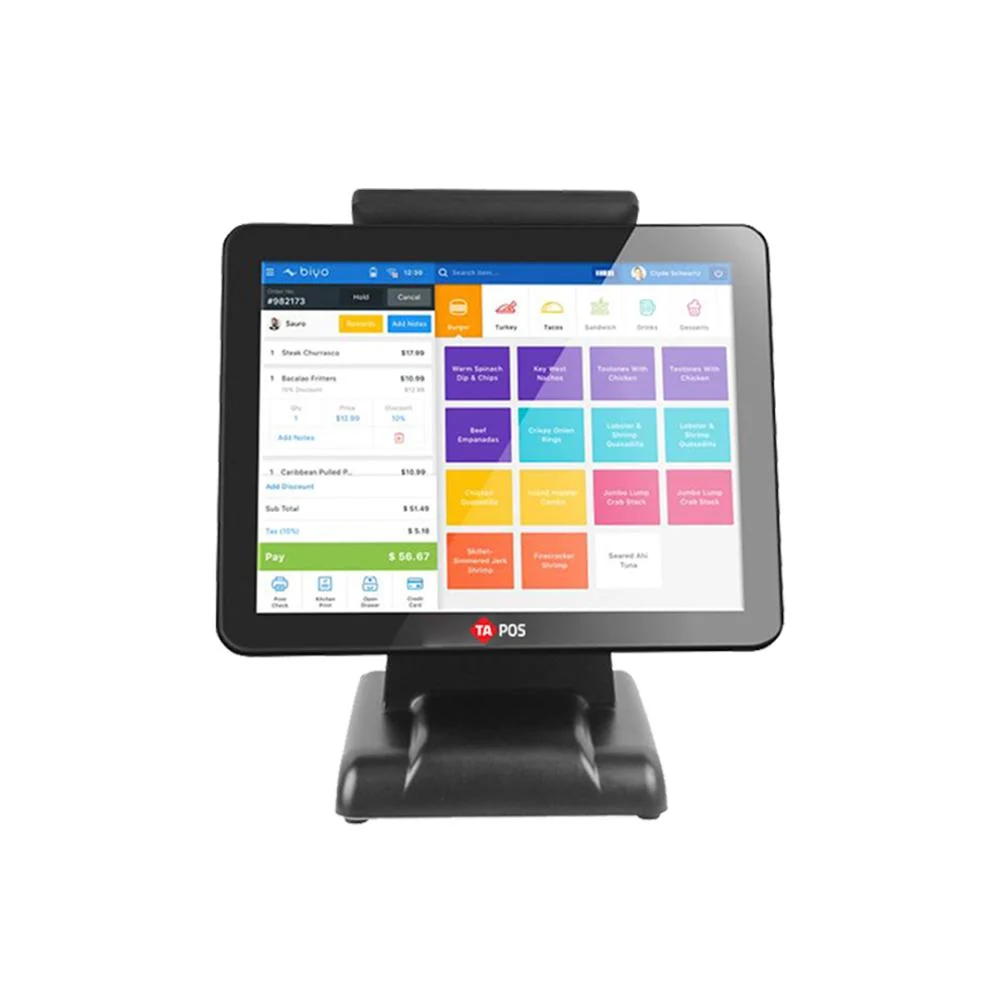 biyo
12:30
Search item...
Clyde Schwartz
Order No.
#982173
Hold
Cancel
Sauro
Rewards
Add Notes
Burger
Turkey
Tacos
Sandwich
Drinks
Desserts
1 Steak Churrasco $17.99
1 Bacalao Fritters $10.99
10% Discount $12.99
Qty
Price
Discount
1
$12.99
10%
Add Notes
1 Caribbean Pulled P... $10.99
Add Discount
Sub Total $ 51.49
Tax (10%) $ 5.18
Pay $ 56.67
Print
Check
Kitchen
Print
Open
Drawer
Credit
Card
Warm Spinach
Dip & Chips
Key West
Nachos
Tostones With
Chicken
Tostones With
Chicken
Beef
Empanadas
Crispy Onion
Rings
Lobster &
Shrimp
Quesadilla
Lobster &
Shrimp
Quesadilla
Chicken
Quesadilla
Combo
Jumbo Lump
Crab Stack
Jumbo Lump
Crab Stack
Skillet-
Simmered Jerk
Shrimp
Firecracker
Shrimp
Seared Ahi
Tuna
TA POS